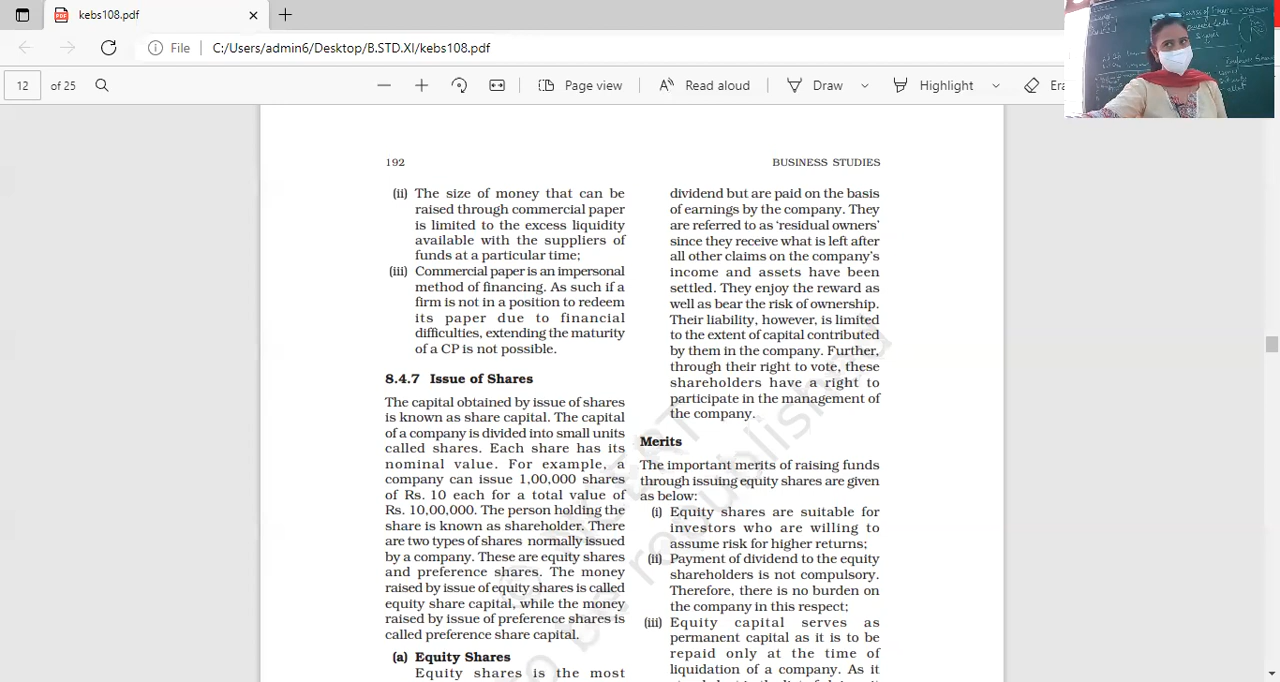 kebs108.pdf
File
C:/Users/admin6/Desktop/B.STD.XI/kebs108.pdf
12 of 25
Page view
Read aloud
Draw
Highlight
Era
192
BUSINESS STUDIES
(ii) The size of money that can be
raised through commercial paper
is limited to the excess liquidity
available with the suppliers of
funds at a particular time;
(iii) Commercial paper is an impersonal
method of financing. As such if a
firm is not in a position to redeem
its paper due to financial
difficulties, extending the maturity
of a CP is not possible.
8.4.7 Issue of Shares
The capital obtained by issue of shares
is known as share capital. The capital
of a company is divided into small units
called shares. Each share has its
nominal value. For example, a
company can issue 1,00,000 shares
of Rs. 10 each for a total value of
Rs. 10,00,000. The person holding the
share is known as shareholder. There
are two types of shares normally issued
by a company. These are equity shares
and preference shares. The money
raised by issue of equity shares is called
equity share capital, while the money
raised by issue of preference shares is
called preference share capital.
(a) Equity Shares
Equity shares is the most
dividend but are paid on the basis
of earnings by the company. They
are referred to as ‘residual owners’
since they receive what is left after
all other claims on the company's
income and assets have been
settled. They enjoy the reward as
well as bear the risk of ownership.
Their liability, however, is limited
to the extent of capital contributed
by them in the company. Further,
through their right to vote, these
shareholders have a right to
participate in the management of
the company.
Merits
The important merits of raising funds
through issuing equity shares are given
as below:
(i) Equity shares are suitable for
investors who are willing to
assume risk for higher returns;
(ii) Payment of dividend to the equity
shareholders is not compulsory.
Therefore, there is no burden on
the company in this respect;
(iii) Equity capital serves as
permanent capital as it is to be
repaid only at the time of
liquidation of a company. As it
republished